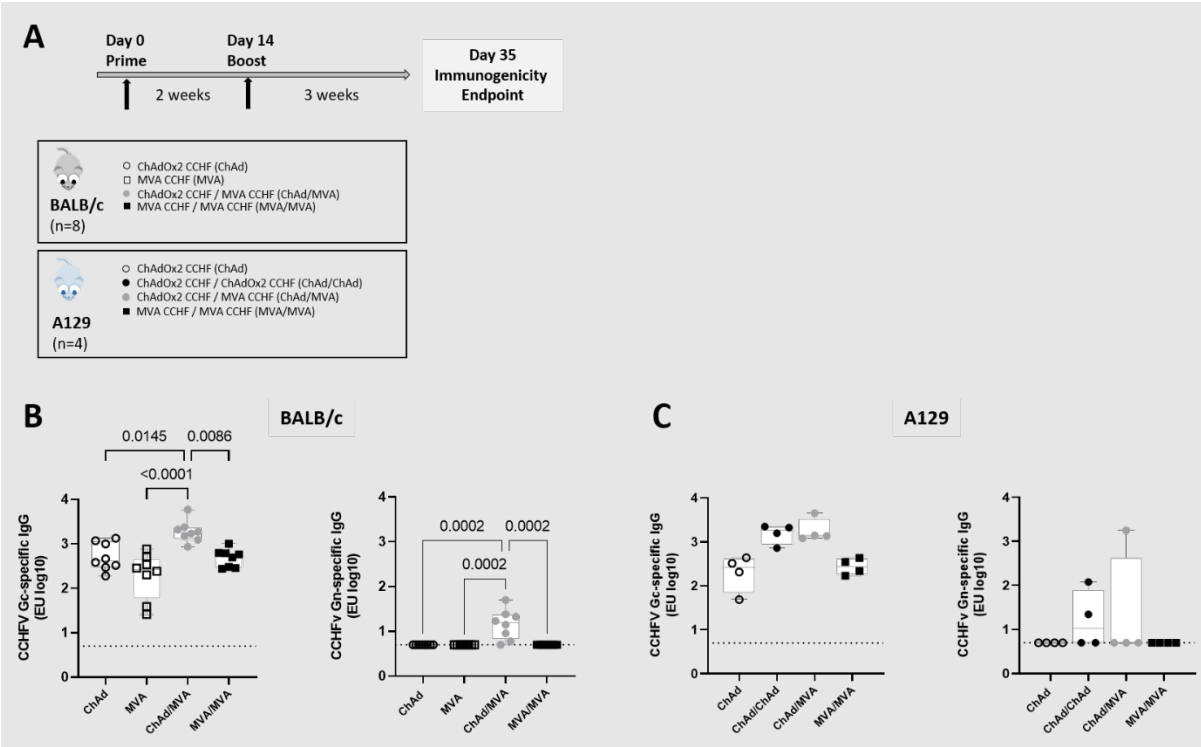 A
Day 0
Prime
Day 14
Boost
2 weeks
3 weeks
Day 35
Immunogenicity
Endpoint
BALB/c
(n=8)
ChAdOx2 CCHF (ChAd)
MVA CCHF (MVA)
ChAdOx2 CCHF / MVA CCHF (ChAd/MVA)
MVA CCHF / MVA CCHF (MVA/MVA)
A129
(n=4)
ChAdOx2 CCHF (ChAd)
ChAdOx2 CCHF / ChAdOx2 CCHF (ChAd/ChAd)
ChAdOx2 CCHF / MVA CCHF (ChAd/MVA)
MVA CCHF / MVA CCHF (MVA/MVA)
B
BALB/c
0.0145
0.0086
<0.0001
CCHFV Gc-specific IgG
(EU log10)
4
3
2
1
0
ChAd
MVA
ChAd/MVA
MVA/MVA
0.0002
0.0002
0.0002
CCHFv Gn-specific IgG
(EU log10)
4
3
2
1
0
ChAd
MVA
ChAd/MVA
MVA/MVA
C
A129
CCHFV Gc-specific IgG
(EU log10)
4
3
2
1
0
ChAd
ChAd/ChAd
ChAd/MVA
MVA/MVA
CCHFv Gn-specific IgG
(EU log10)
4
3
2
1
0
ChAd
ChAd/ChAd
ChAd/MVA
MVA/MVA